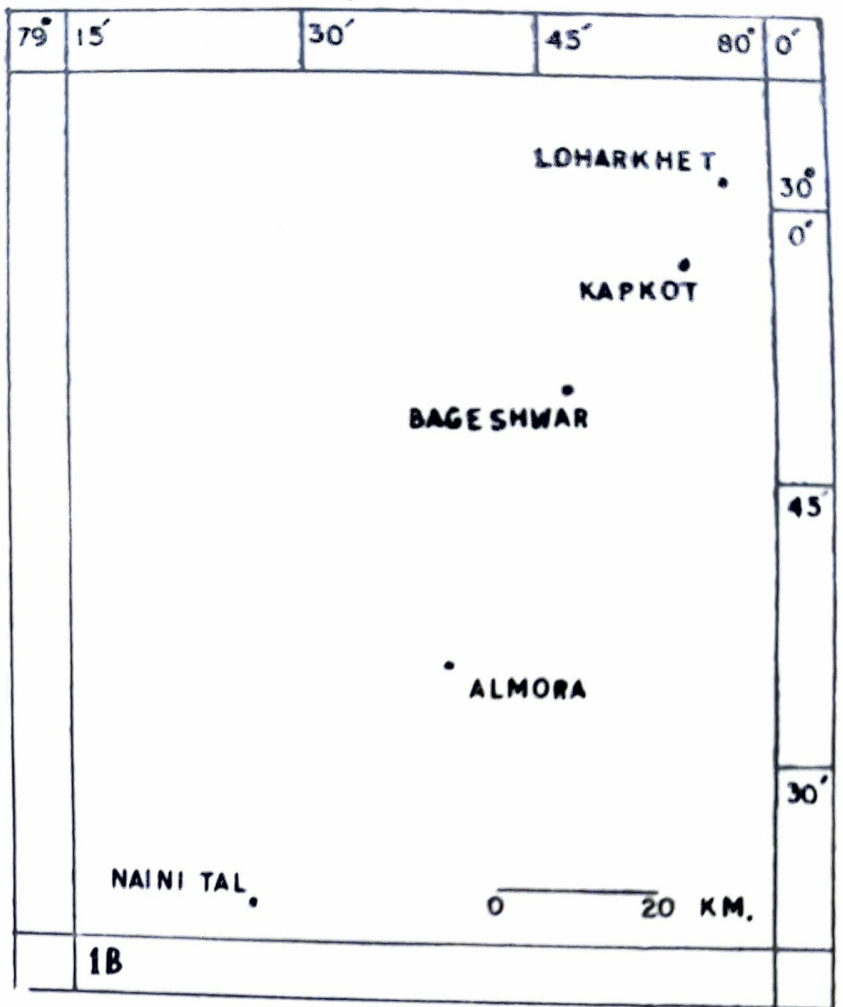 79° 15′ 30′ 45′ 80° 0′
LOHARKHET
30°
0′
KAPKOT
BAGESHWAR
45′
ALMORA
30′
NAINI TAL
0 20 KM.
1B